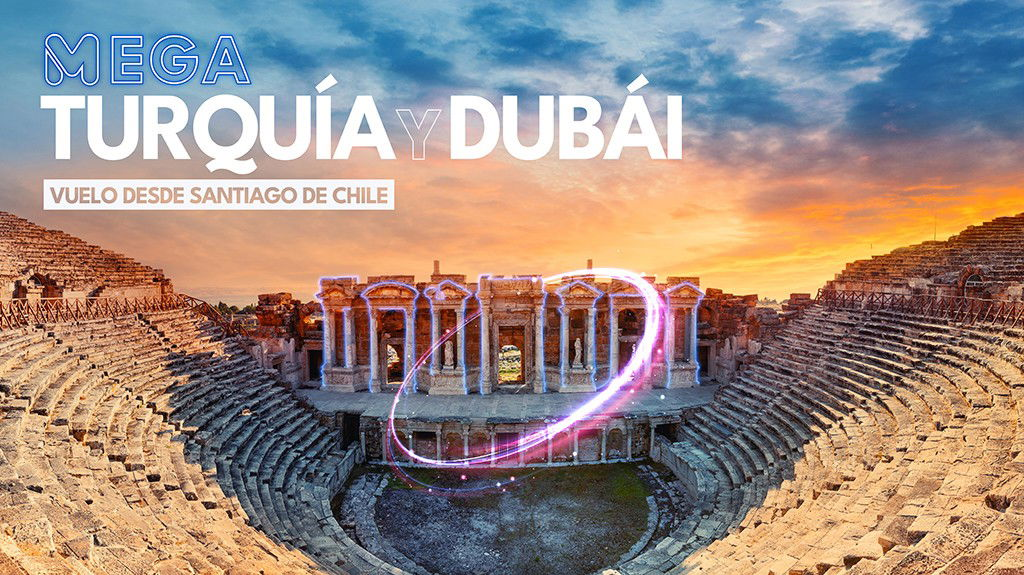 MEGA
TURQUÍA Y DUBÁI
VUELO DESDE SANTIAGO DE CHILE